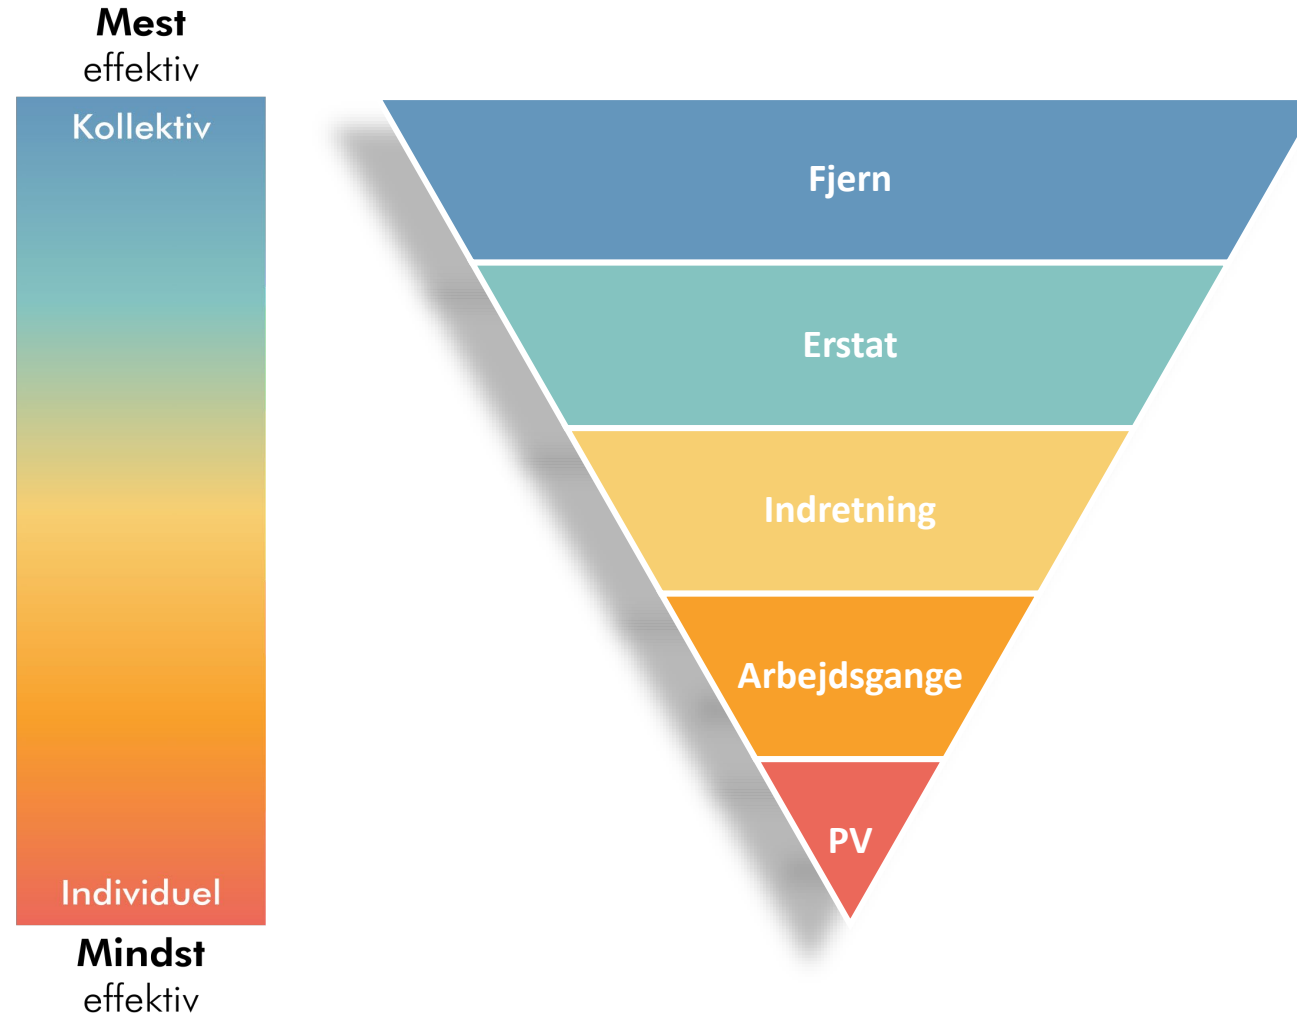 Mest
effektiv
Kollektiv
Individuel
Mindst
effektiv
Fjern
Erstat
Indretning
Arbejdsgange
PV